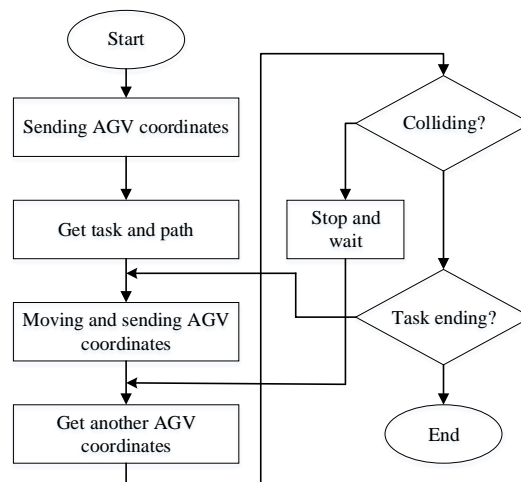 Start
Sending AGV coordinates
Get task and path
Moving and sending AGV
coordinates
Get another AGV
coordinates
Colliding?
Stop and
wait
Task ending?
End